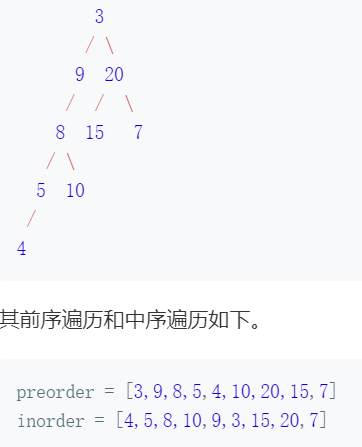 3
/ \
9 20
/ / \
8 15 7
/ \
5 10
/
4
其前序遍历和中序遍历如下。
preorder = [3,9,8,5,4,10,20,15,7]
inorder = [4,5,8,10,9,3,15,20,7]